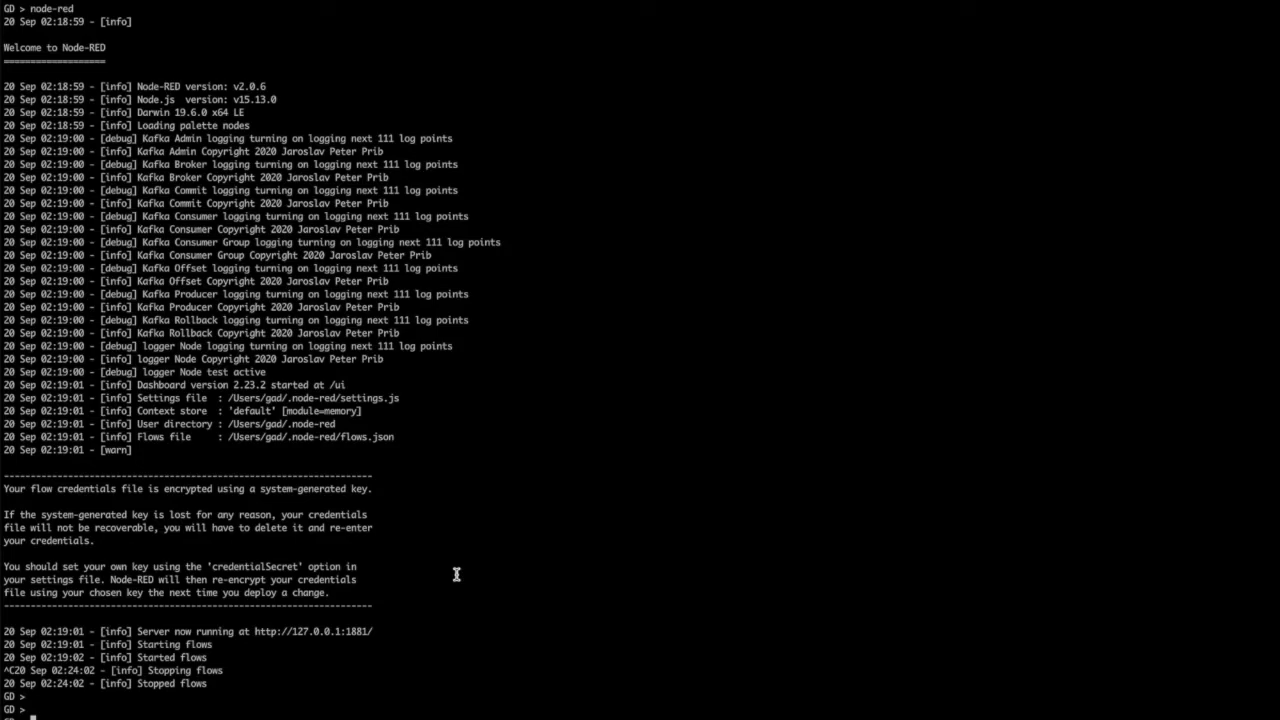 GD > node-red
20 Sep 02:18:59 - [info]
Welcome to Node-RED
===================
20 Sep 02:18:59 - [info] Node-RED version: v2.0.6
20 Sep 02:18:59 - [info] Node.js  version: v15.13.0
20 Sep 02:18:59 - [info] Darwin 19.6.0 x64 LE
20 Sep 02:18:59 - [info] Loading palette nodes
20 Sep 02:19:00 - [debug] Kafka Admin logging turning on logging next 111 log points
20 Sep 02:19:00 - [info] Kafka Admin Copyright 2020 Jaroslav Peter Prib
20 Sep 02:19:00 - [debug] Kafka Broker logging turning on logging next 111 log points
20 Sep 02:19:00 - [info] Kafka Broker Copyright 2020 Jaroslav Peter Prib
20 Sep 02:19:00 - [debug] Kafka Commit logging turning on logging next 111 log points
20 Sep 02:19:00 - [info] Kafka Commit Copyright 2020 Jaroslav Peter Prib
20 Sep 02:19:00 - [debug] Kafka Consumer logging turning on logging next 111 log points
20 Sep 02:19:00 - [info] Kafka Consumer Copyright 2020 Jaroslav Peter Prib
20 Sep 02:19:00 - [debug] Kafka Consumer Group logging turning on logging next 111 log points
20 Sep 02:19:00 - [info] Kafka Consumer Group Copyright 2020 Jaroslav Peter Prib
20 Sep 02:19:00 - [debug] Kafka Offset logging turning on logging next 111 log points
20 Sep 02:19:00 - [info] Kafka Offset Copyright 2020 Jaroslav Peter Prib
20 Sep 02:19:00 - [debug] Kafka Producer logging turning on logging next 111 log points
20 Sep 02:19:00 - [info] Kafka Producer Copyright 2020 Jaroslav Peter Prib
20 Sep 02:19:00 - [debug] Kafka Rollback logging turning on logging next 111 log points
20 Sep 02:19:00 - [info] Kafka Rollback Copyright 2020 Jaroslav Peter Prib
20 Sep 02:19:00 - [debug] logger Node logging turning on logging next 111 log points
20 Sep 02:19:00 - [info] logger Node Copyright 2020 Jaroslav Peter Prib
20 Sep 02:19:00 - [debug] logger Node test active
20 Sep 02:19:01 - [info] Dashboard version 2.23.2 started at /ui
20 Sep 02:19:01 - [info] Settings file  : /Users/gad/.node-red/settings.js
20 Sep 02:19:01 - [info] Context store  : 'default' [module=memory]
20 Sep 02:19:01 - [info] User directory : /Users/gad/.node-red
20 Sep 02:19:01 - [info] Flows file     : /Users/gad/.node-red/flows.json
20 Sep 02:19:01 - [warn]
---------------------------------------------------------------------
Your flow credentials file is encrypted using a system-generated key.
If the system-generated key is lost for any reason, your credentials
file will not be recoverable, you will have to delete it and re-enter
your credentials.
You should set your own key using the 'credentialSecret' option in
your settings file. Node-RED will then re-encrypt your credentials
file using your chosen key the next time you deploy a change.
---------------------------------------------------------------------
20 Sep 02:19:01 - [info] Server now running at http://127.0.0.1:1881/
20 Sep 02:19:01 - [info] Starting flows
20 Sep 02:19:02 - [info] Started flows
^C20 Sep 02:24:02 - [info] Stopping flows
20 Sep 02:24:02 - [info] Stopped flows
GD >
GD >